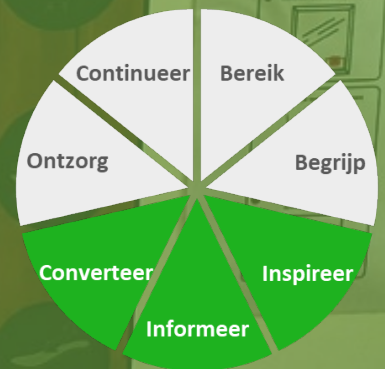 Continueer
Bereik
Ontzorg
Begrijp
Converteer
Inspireer
Informeer